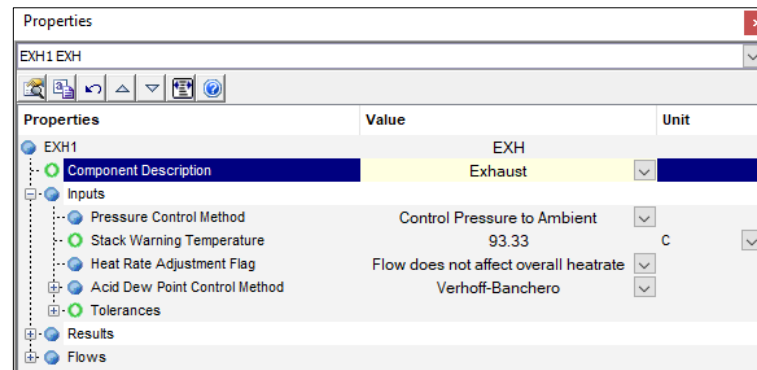 Properties
EXH1 EXH
Properties Value Unit
EXH1 EXH
Component Description Exhaust
Inputs
Pressure Control Method Control Pressure to Ambient
Stack Warning Temperature 93.33 C
Heat Rate Adjustment Flag Flow does not affect overall heatrate
Acid Dew Point Control Method Verhoff-Banchero
Tolerances
Results
Flows